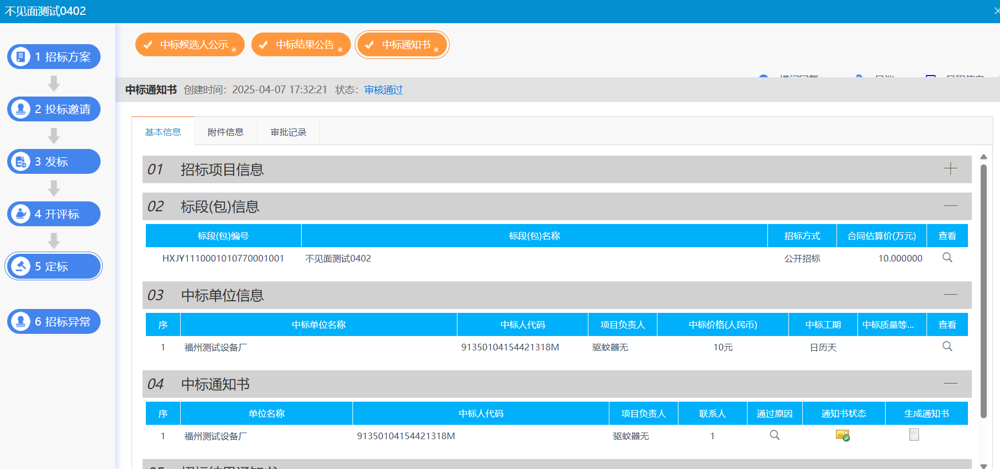 不见面测试0402
1 招标方案
2 投标邀请
3 发标
4 开评标
5 定标
6 招标异常
中标候选人公示 *
中标结果公告 *
中标通知书 *
中标通知书 创建时间：2025-04-07 17:32:21 状态：审核通过
基本信息 附件信息 审批记录
01 招标项目信息
02 标段(包)信息
标段(包)编号 标段(包)名称 招标方式 合同估算价(万元) 查看
HXJY1110001010770001001 不见面测试0402 公开招标 10.000000
03 中标单位信息
序 中标单位名称 中标人代码 项目负责人 中标价格(人民币) 中标工期 中标质量等... 查看
1 福州测试设备厂 91350104154421318M 驱蚊器无 10元 日历天
04 中标通知书
序 单位名称 中标人代码 项目负责人 联系人 通过原因 通知书状态 生成通知书
1 福州测试设备厂 91350104154421318M 驱蚊器无 1